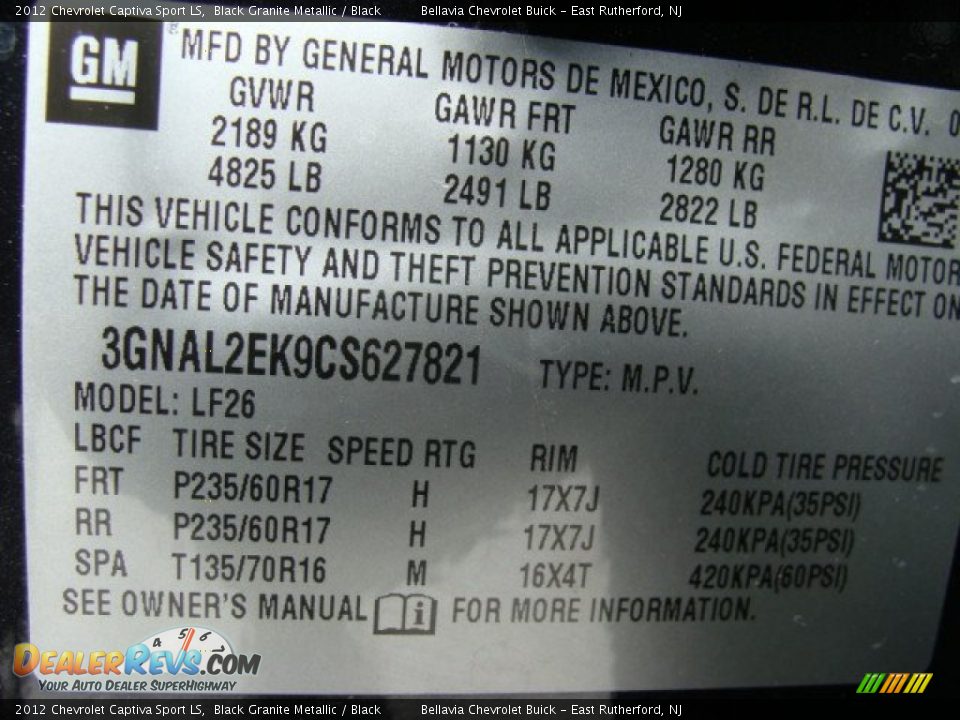 2012 Chevrolet Captiva Sport LS, Black Granite Metallic / Black Bellavia Chevrolet Buick - East Rutherford, NJ
GM
MFD BY GENERAL MOTORS DE MEXICO, S. DE R.L. DE C.V. 0
GVWR GAWR FRT GAWR RR
2189 KG 1130 KG 1280 KG
4825 LB 2491 LB 2822 LB
THIS VEHICLE CONFORMS TO ALL APPLICABLE U.S. FEDERAL MOTOR
VEHICLE SAFETY AND THEFT PREVENTION STANDARDS IN EFFECT ON
THE DATE OF MANUFACTURE SHOWN ABOVE.
3GNAL2EK9CS627821 TYPE: M.P.V.
MODEL: LF26
LBCF TIRE SIZE SPEED RTG RIM COLD TIRE PRESSURE
FRT P235/60R17 H 17X7J 240KPA(35PSI)
RR P235/60R17 H 17X7J 240KPA(35PSI)
SPA T135/70R16 M 16X4T 420KPA(60PSI)
SEE OWNER'S MANUAL i FOR MORE INFORMATION.
4 5 6
DEALERREVS.COM
YOUR AUTO DEALER SUPERHIGHWAY
2012 Chevrolet Captiva Sport LS, Black Granite Metallic / Black Bellavia Chevrolet Buick - East Rutherford, NJ